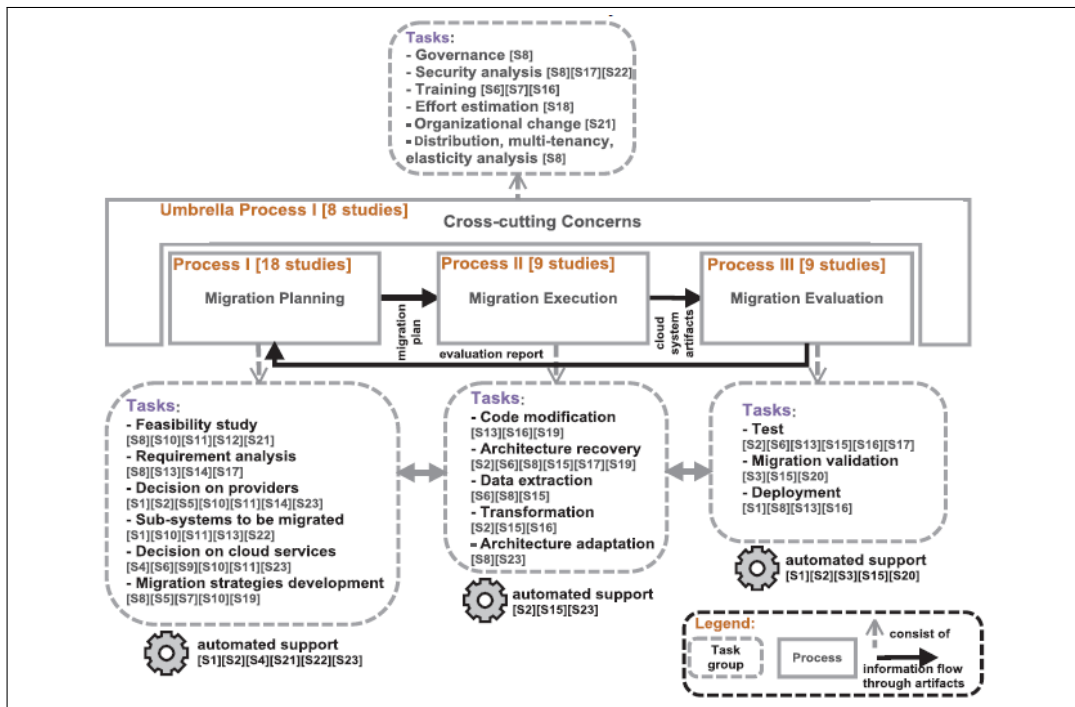 Tasks:
- Governance [S8]
- Security analysis [S8][S17][S22]
- Training [S6][S7][S16]
- Effort estimation [S18]
- Organizational change [S21]
- Distribution, multi-tenancy,
elasticity analysis [S8]
Umbrella Process I [8 studies]
Cross-cutting Concerns
Process I [18 studies]
Migration Planning
migration
plan
Process II [9 studies]
Migration Execution
cloud
system
artifacts
Process III [9 studies]
Migration Evaluation
evaluation report
Tasks:
- Feasibility study
[S8][S10][S11][S12][S21]
- Requirement analysis
[S8][S13][S14][S17]
- Decision on providers
[S1][S2][S5][S10][S11][S14][S23]
- Sub-systems to be migrated
[S1][S10][S11][S13][S22]
- Decision on cloud services
[S4][S6][S9][S10][S11][S23]
- Migration strategies development
[S8][S5][S7][S10][S19]
automated support
[S1][S2][S4][S21][S22][S23]
Tasks:
- Code modification
[S13][S16][S19]
- Architecture recovery
[S2][S6][S8][S15][S17][S19]
- Data extraction
[S6][S8][S15]
- Transformation
[S2][S15][S16]
- Architecture adaptation
[S8][S23]
automated support
[S2][S15][S23]
Tasks:
- Test
[S2][S6][S13][S15][S16][S17]
- Migration validation
[S3][S15][S20]
- Deployment
[S1][S8][S13][S16]
automated support
[S1][S2][S3][S15][S20]
Legend:
Task
group
Process
consist of
information flow
through artifacts